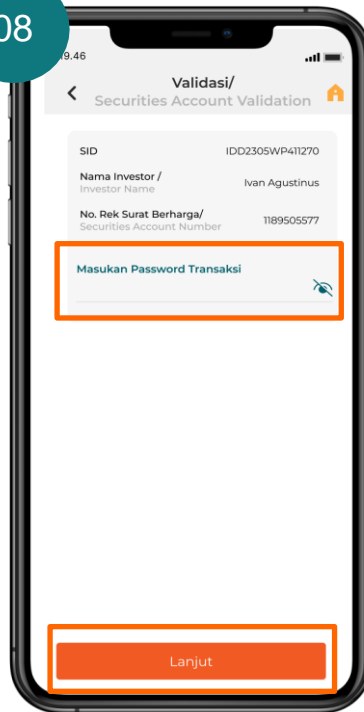 08
19.46
Validasi/
Securities Account Validation
SID IDD2305WP411270
Nama Investor / Ivan Agustinus
Investor Name
No. Rek Surat Berharga/ 1189505577
Securities Account Number
Masukan Password Transaksi
Lanjut